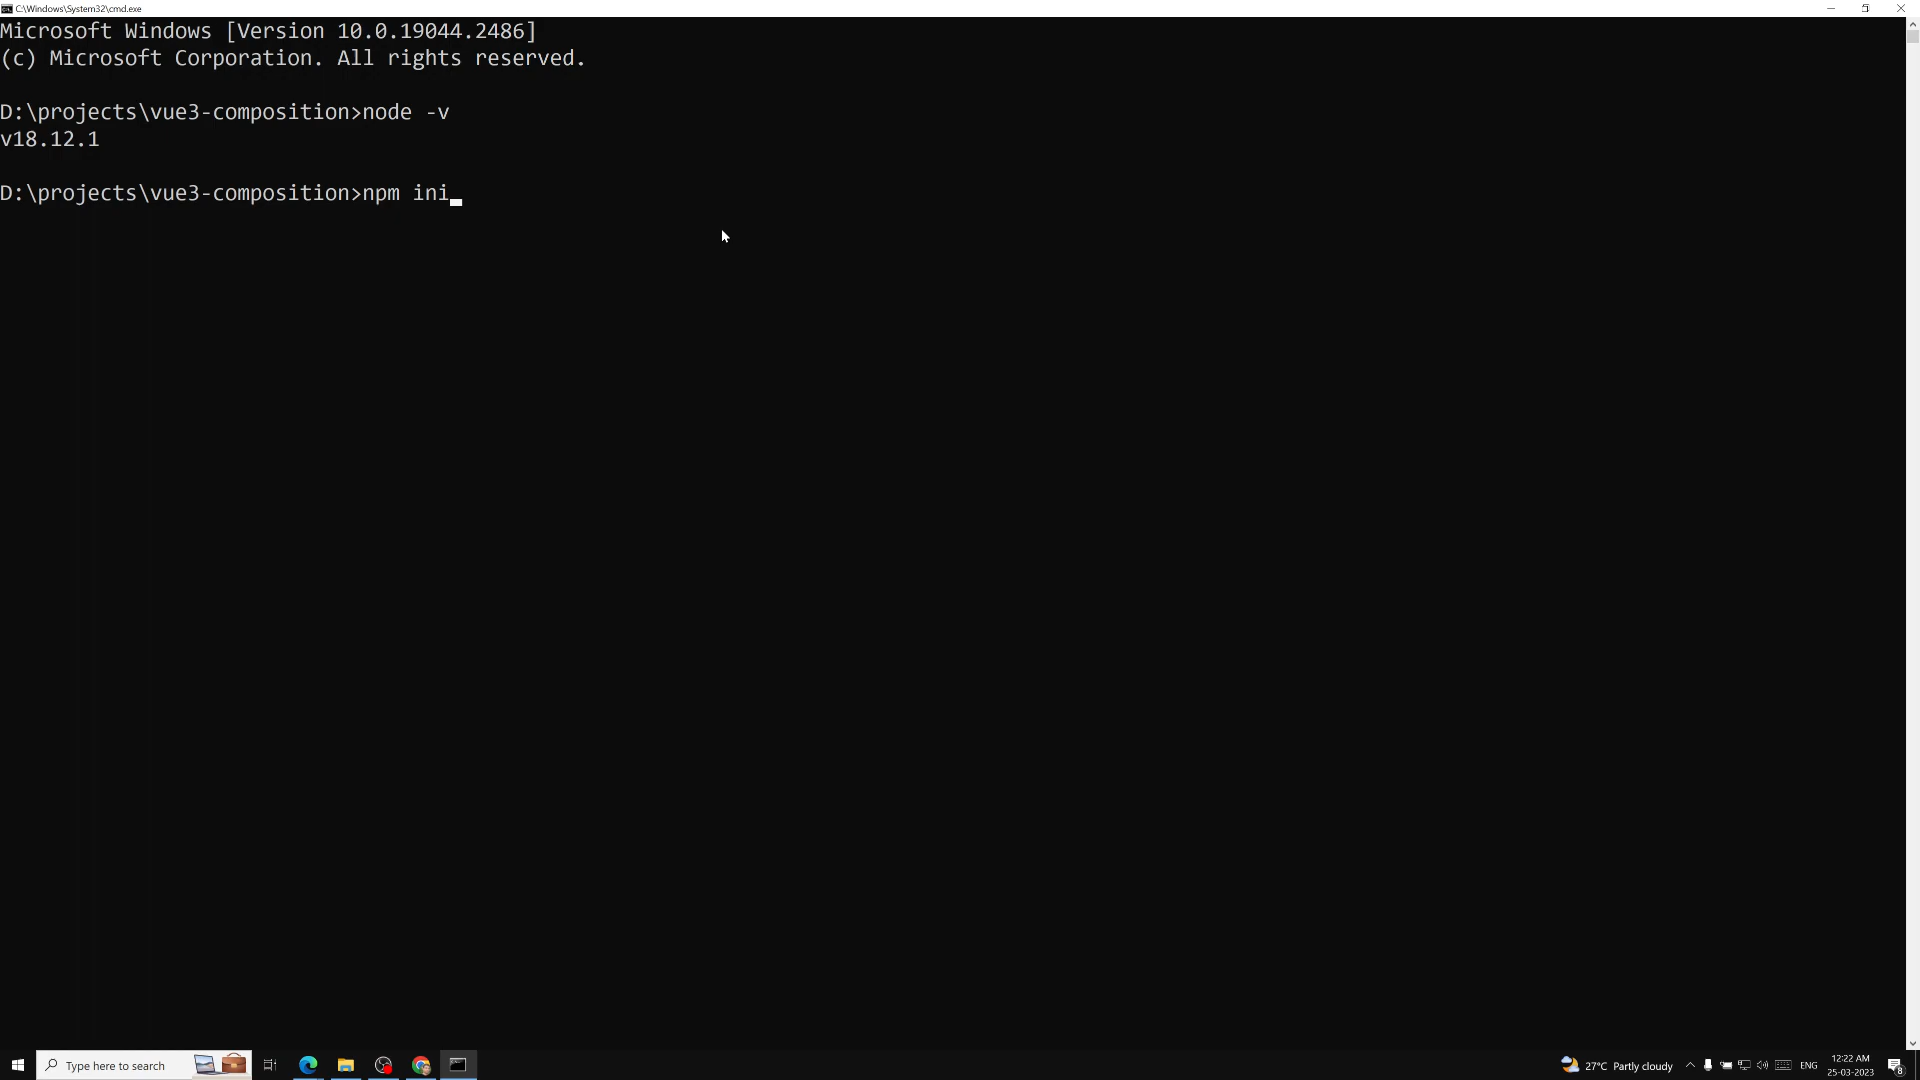 C:\Windows\System32\cmd.exe
Microsoft Windows [Version 10.0.19044.2486]
(c) Microsoft Corporation. All rights reserved.
D:\projects\vue3-composition>node -v
v18.12.1
D:\projects\vue3-composition>npm ini
Type here to search
27°C Partly cloudy
ENG
12:22 AM
25-03-2023
8